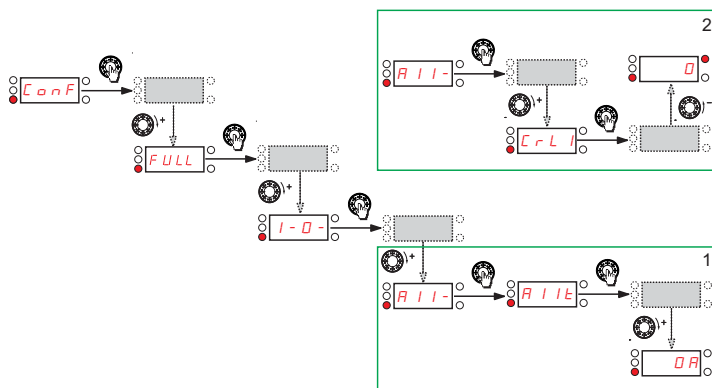 2
AI1-
0
ConF
+
-
+
CrL1
FULL
+
I-O-
+
1
AI1-
AI1t
+
0A